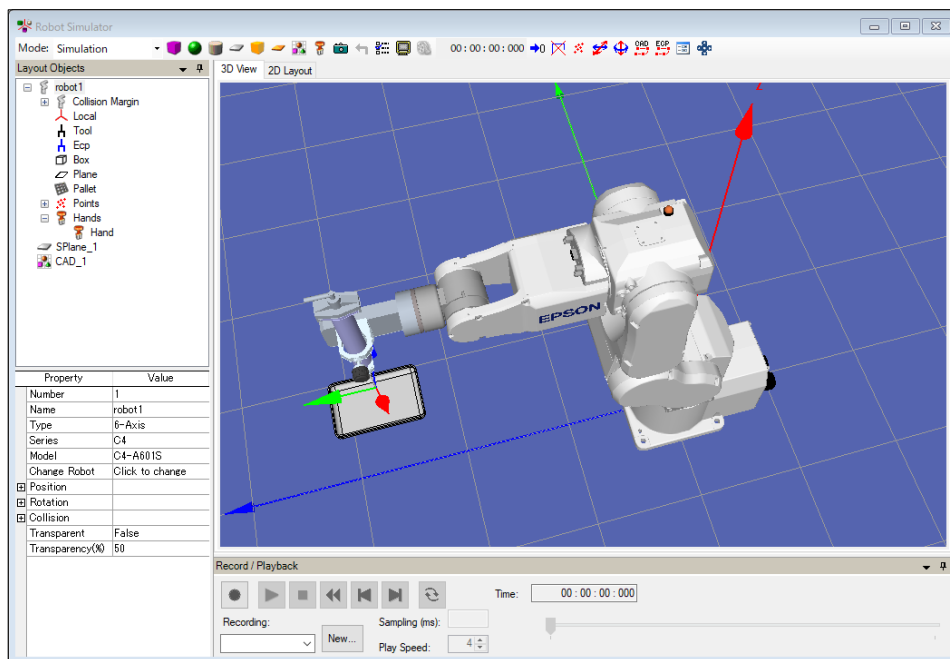 Robot Simulator
Mode: Simulation
00 : 00 : 00 : 000
OAD
ECP
Layout Objects
3D View
2D Layout
robot1
Collision Margin
Local
Tool
Ecp
Box
Plane
Pallet
Points
Hands
Hand
SPlane_1
CAD_1
EPSON
Property Value
Number 1
Name robot1
Type 6-Axis
Series C4
Model C4-A601S
Change Robot Click to change
Position
Rotation
Collision
Transparent False
Transparency(%) 50
Record / Playback
Time: 00 : 00 : 00 : 000
Recording:
New...
Sampling (ms):
Play Speed: 4